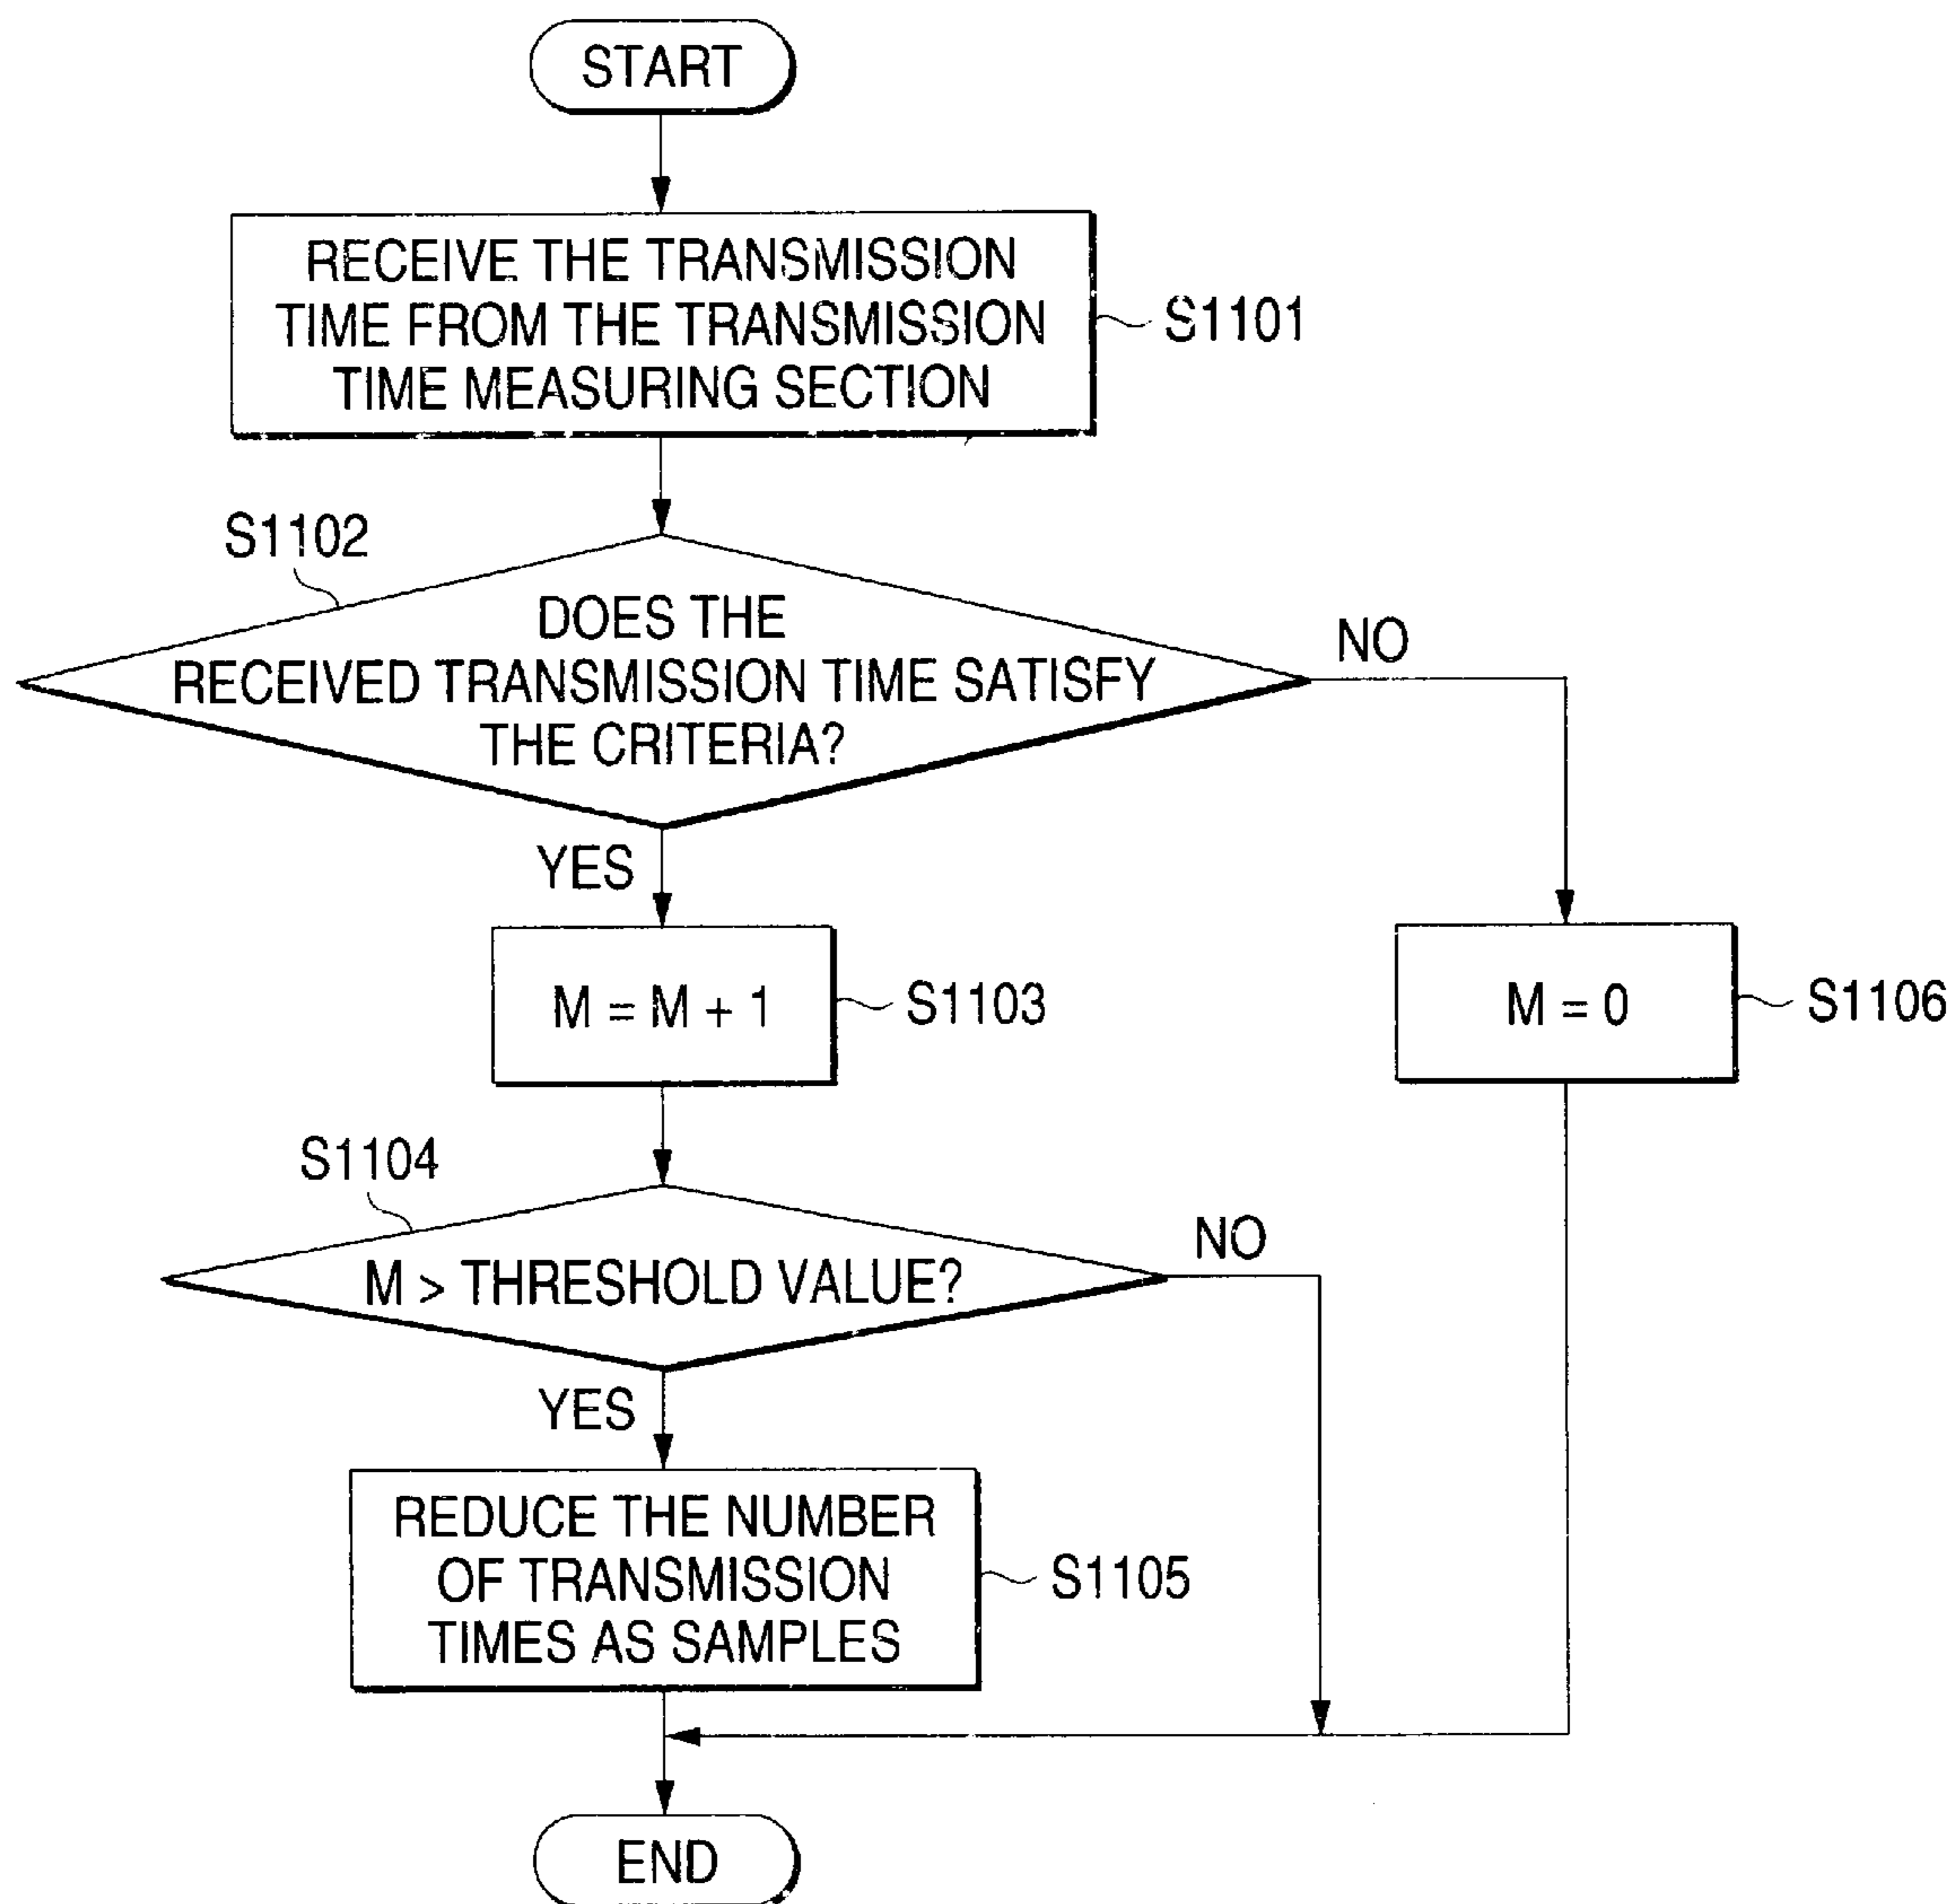 START
RECEIVE THE TRANSMISSION
TIME FROM THE TRANSMISSION
TIME MEASURING SECTION
S1101
S1102
DOES THE
RECEIVED TRANSMISSION TIME SATISFY
THE CRITERIA?
NO
YES
M = M + 1
S1103
M = 0
S1106
S1104
M > THRESHOLD VALUE?
NO
YES
REDUCE THE NUMBER
OF TRANSMISSION
TIMES AS SAMPLES
S1105
END